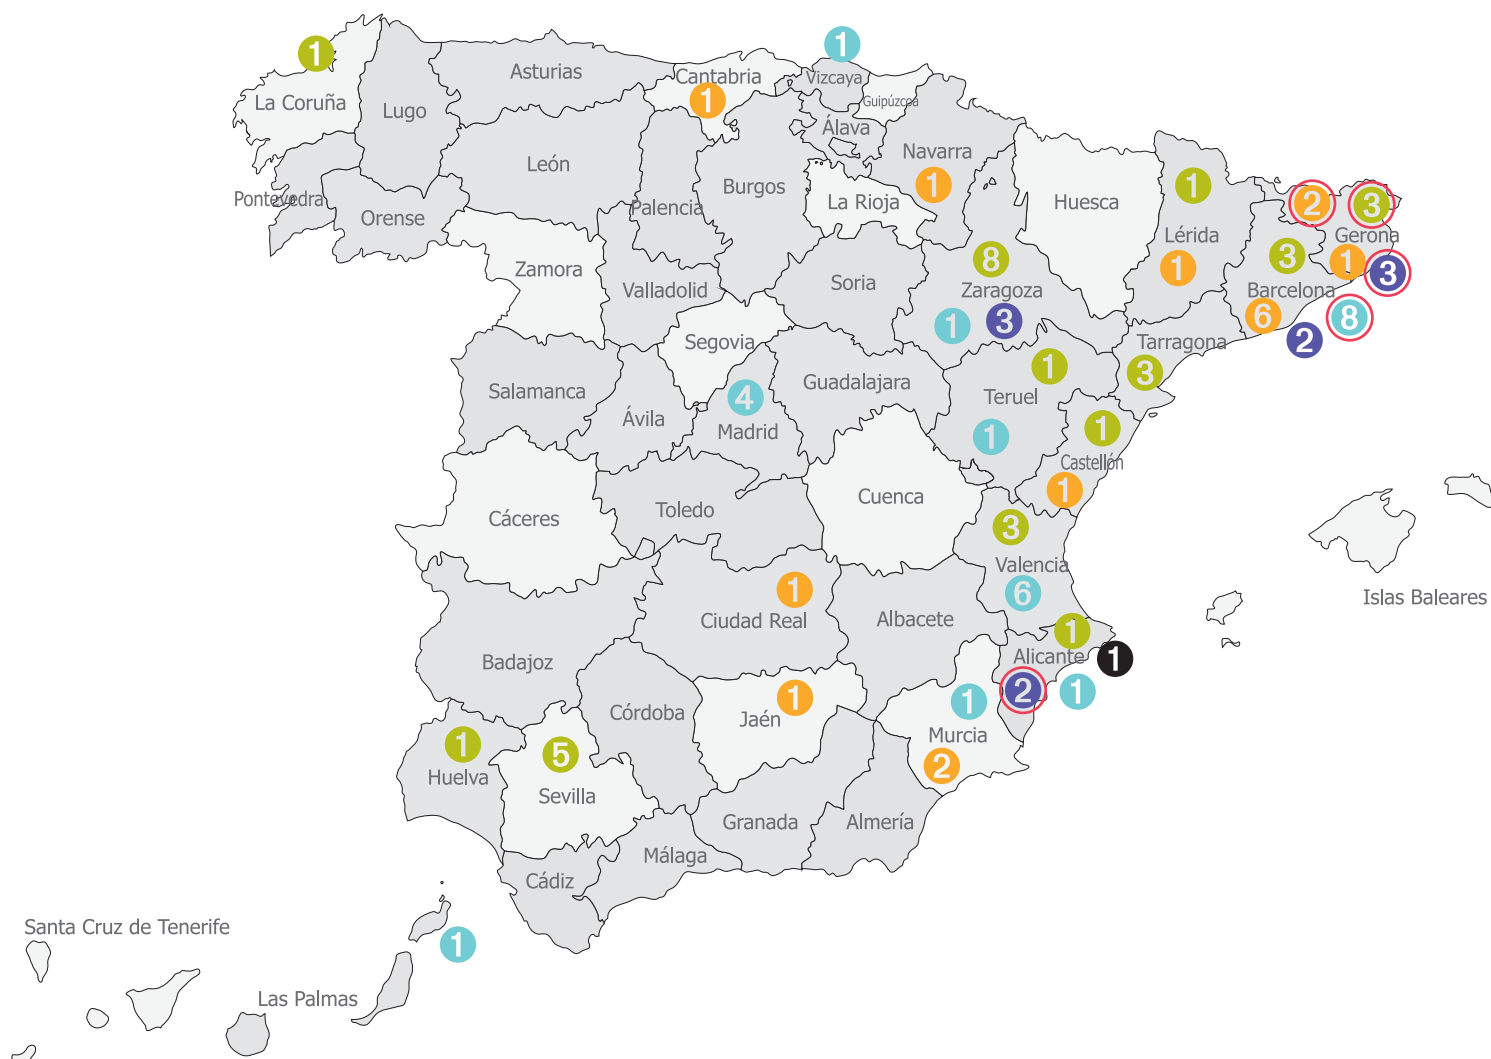 1
1
Asturias
Cantabria
Vizcaya
La Coruña
1
Guipúzcoa
Lugo
Álava
León
Navarra
1
1
Burgos
Pontevedra
Palencia
La Rioja
Huesca
2
3
Orense
Lérida
Gerona
3
8
1
1
3
Zamora
Soria
Valladolid
Zaragoza
Barcelona
6
8
1
3
2
Segovia
Tarragona
1
3
Guadalajara
Salamanca
4
Teruel
Ávila
Madrid
1
1
Castellón
1
Cuenca
Toledo
Cáceres
3
Valencia
1
6
Islas Baleares
Ciudad Real
Albacete
1
Alicante
1
Badajoz
2
1
1
1
Córdoba
Jaén
Murcia
1
5
2
Huelva
Sevilla
Granada
Almería
Málaga
Cádiz
Santa Cruz de Tenerife
1
Las Palmas